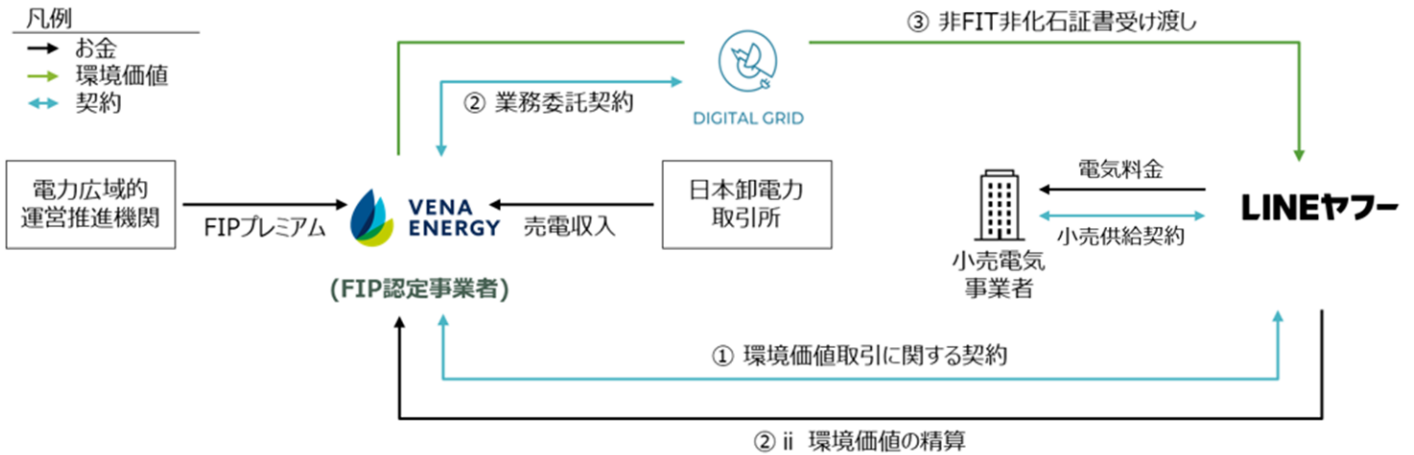 凡例
お金
環境価値
契約
③ 非FIT非化石証書受け渡し
② 業務委託契約
DIGITAL GRID
電力広域的
運営推進機関
FIPプレミアム
VENA
ENERGY
(FIP認定事業者)
売電収入
日本卸電力
取引所
小売電気
事業者
電気料金
小売供給契約
LINEヤフー
① 環境価値取引に関する契約
② ii 環境価値の精算